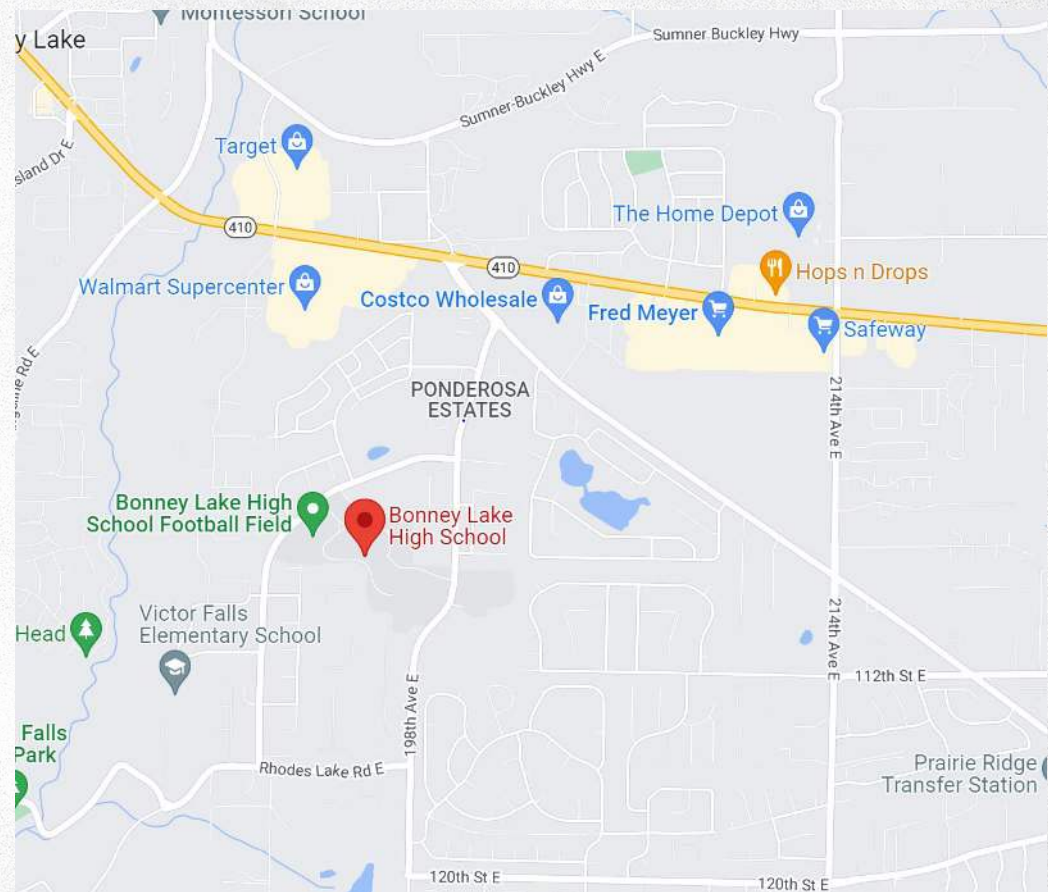 Montessori School
y Lake
Sumner Buckley Hwy
Sumner-Buckley Hwy E
Target
sland Dr E
410
The Home Depot
410
Hops n Drops
Walmart Supercenter
Costco Wholesale
Fred Meyer
Safeway
Rd E
PONDEROSA
ESTATES
214th Ave E
Bonney Lake High
School Football Field
Bonney Lake
High School
Victor Falls
Elementary School
Head
214th Ave E
112th St E
198th Ave E
Falls
Park
Rhodes Lake Rd E
Prairie Ridge
Transfer Station
120th St E
120th St E